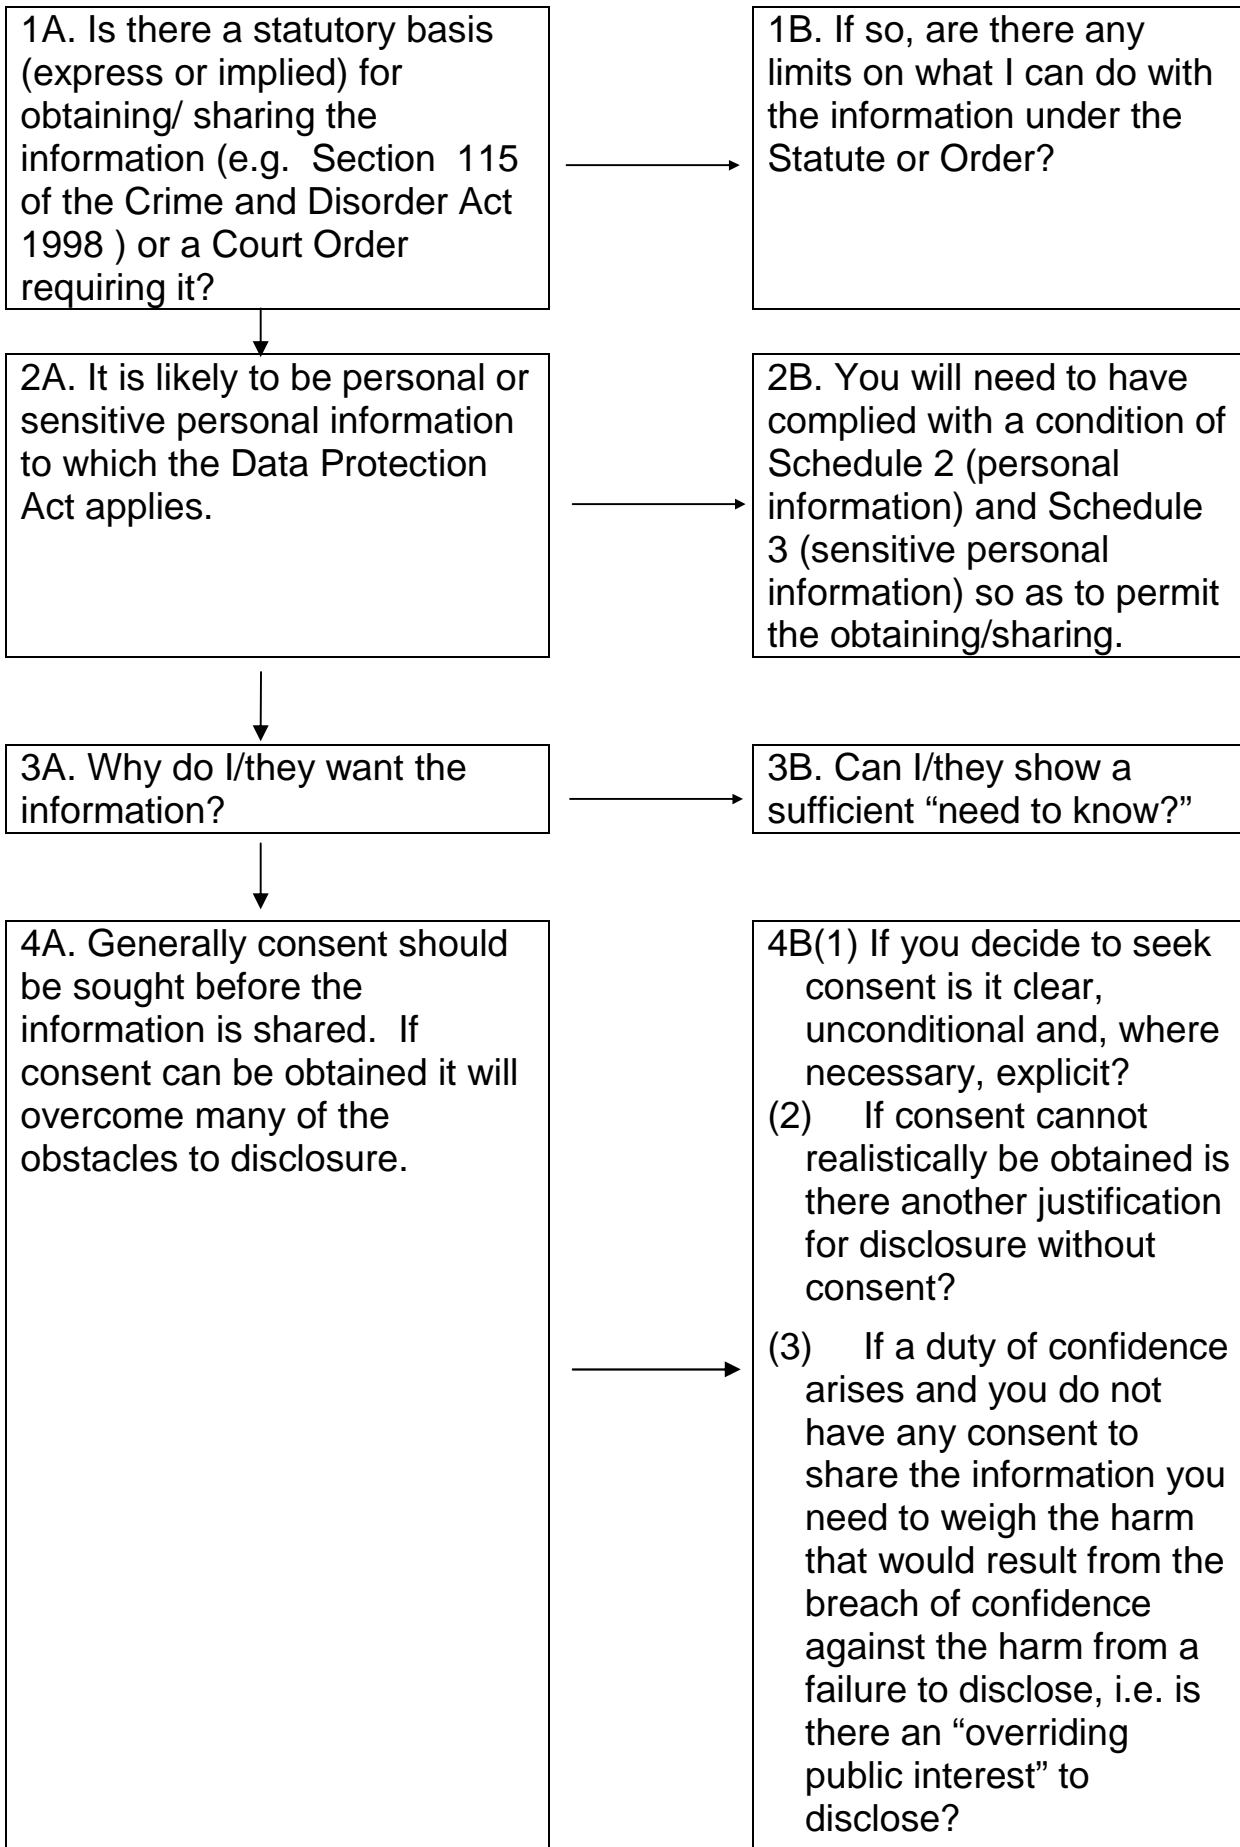 1A. Is there a statutory basis
(express or implied) for
obtaining/ sharing the
information (e.g.  Section  115
of the Crime and Disorder Act
1998 ) or a Court Order
requiring it?
1B. If so, are there any
limits on what I can do with
the information under the
Statute or Order?
2A. It is likely to be personal or
sensitive personal information
to which the Data Protection
Act applies.
2B. You will need to have
complied with a condition of
Schedule 2 (personal
information) and Schedule
3 (sensitive personal
information) so as to permit
the obtaining/sharing.
3A. Why do I/they want the
information?
3B. Can I/they show a
sufficient “need to know?”
4A. Generally consent should
be sought before the
information is shared.  If
consent can be obtained it will
overcome many of the
obstacles to disclosure.
4B(1) If you decide to seek
consent is it clear,
unconditional and, where
necessary, explicit?
(2) If consent cannot
realistically be obtained is
there another justification
for disclosure without
consent?
(3) If a duty of confidence
arises and you do not
have any consent to
share the information you
need to weigh the harm
that would result from the
breach of confidence
against the harm from a
failure to disclose, i.e. is
there an “overriding
public interest” to
disclose?